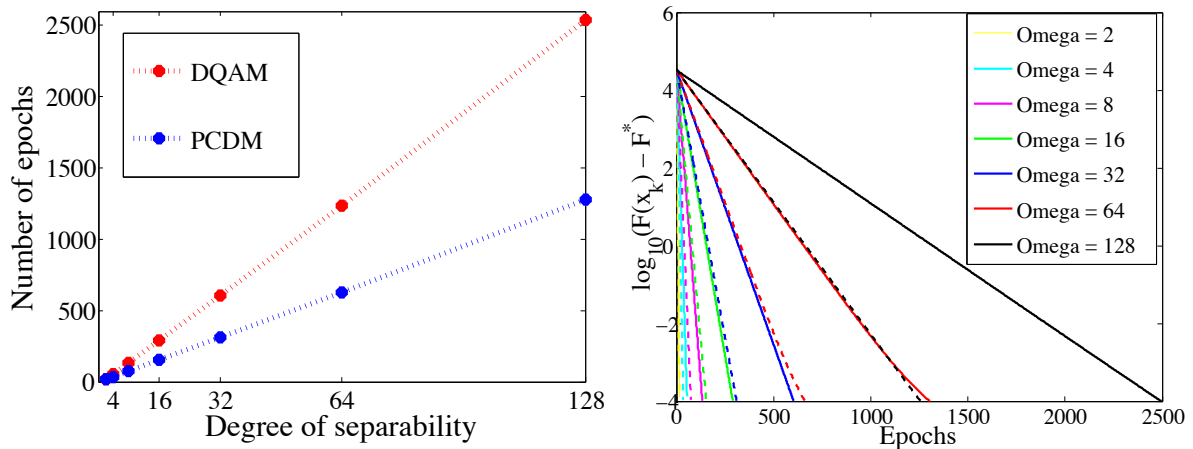 2500
2000
1500
1000
500
0
Number of epochs
DQAM
PCDM
4
16
32
64
128
Degree of separability
6
4
2
0
−2
−4
log10(F(xk) − F*)
Omega = 2
Omega = 4
Omega = 8
Omega = 16
Omega = 32
Omega = 64
Omega = 128
0
500
1000
1500
2000
2500
Epochs